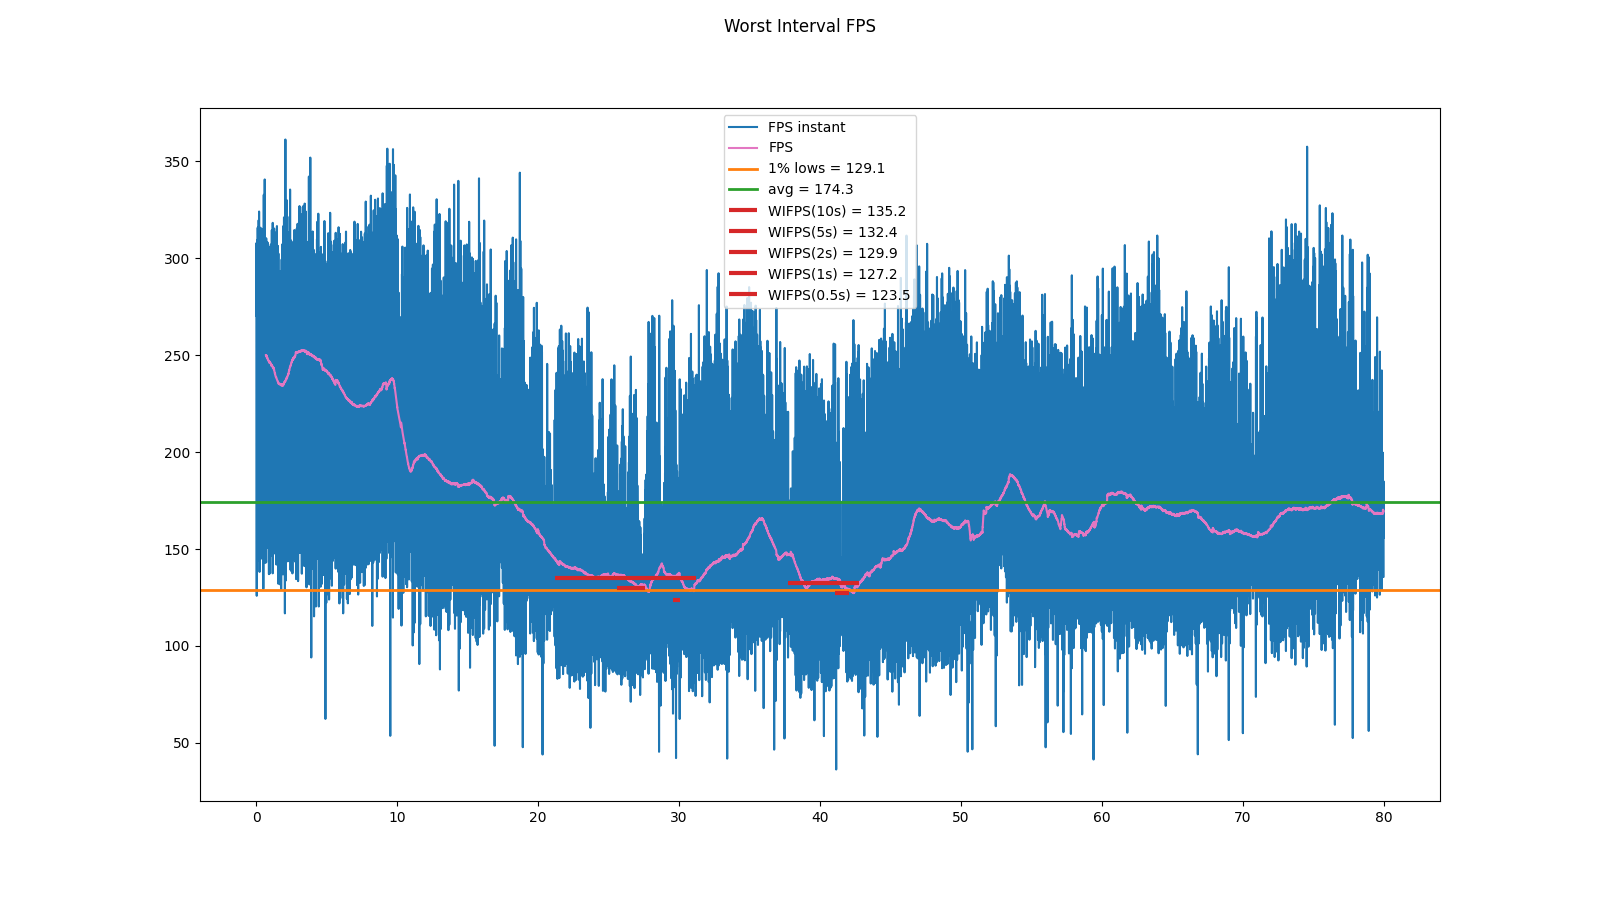 Worst Interval FPS
FPS instant
FPS
1% lows = 129.1
avg = 174.3
WIFPS(10s) = 135.2
WIFPS(5s) = 132.4
WIFPS(2s) = 129.9
WIFPS(1s) = 127.2
WIFPS(0.5s) = 123.5
350
300
250
200
150
100
50
0 10 20 30 40 50 60 70 80